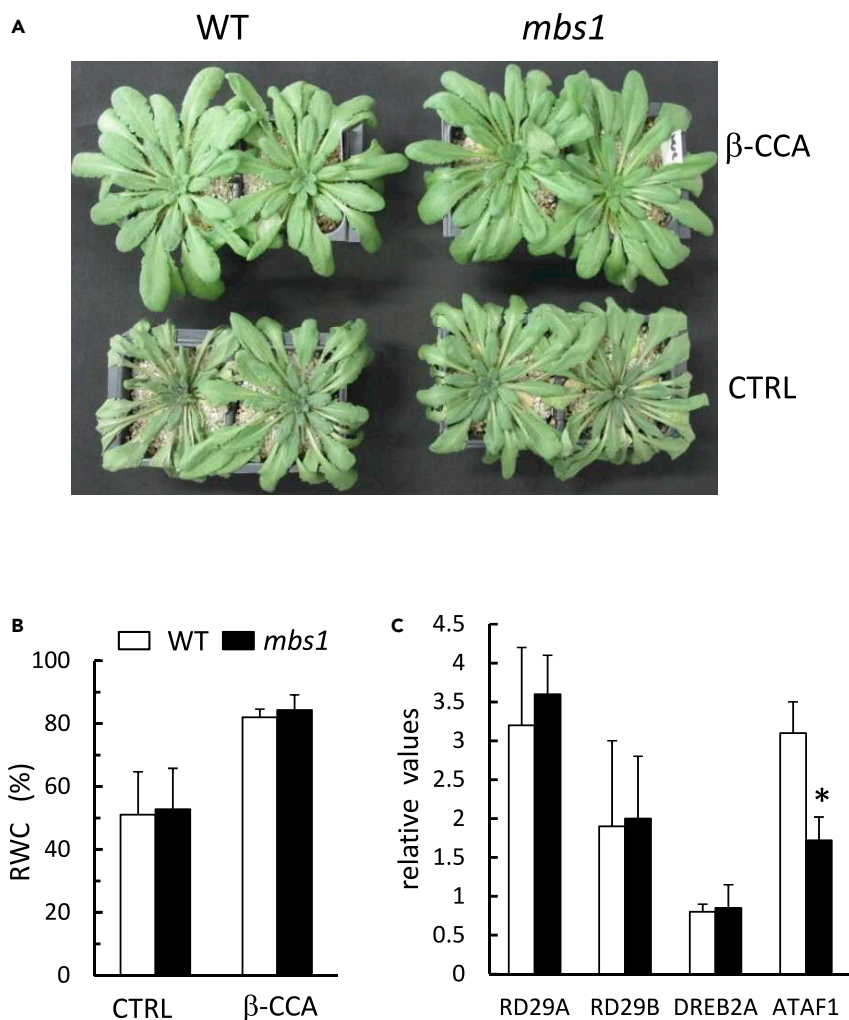 A
WT mbs1
β-CCA
CTRL
B
WT mbs1
100
80
60
40
20
0
RWC (%)
CTRL β-CCA
C
4.5
4
3.5
3
2.5
2
1.5
1
0.5
0
relative values
*
RD29A RD29B DREB2A ATAF1